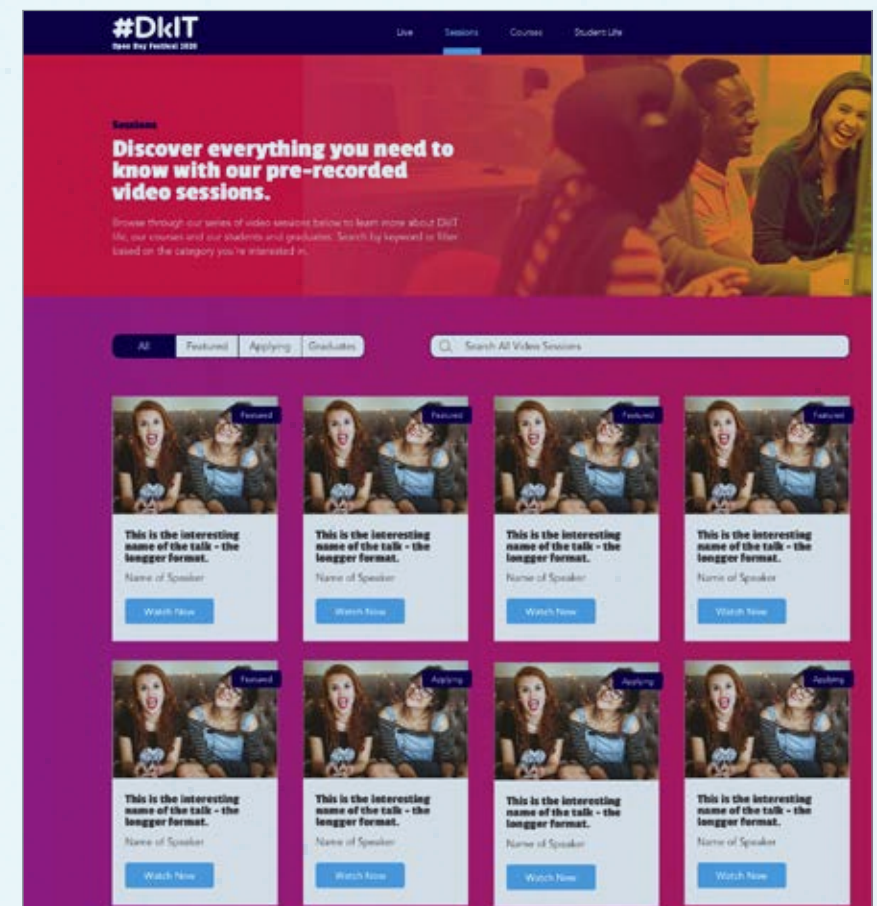 #DkIT
Open Day Festival 2020
Live Sessions Courses Student Life
Sessions
Discover everything you need to
know with our pre-recorded
video sessions.
Browse through our series of video sessions below to learn more about DkIT
life, our courses and our students and graduates. Search by keyword or filter
based on the category you're interested in.
All Featured Applying Graduates
Search All Video Sessions
Featured Featured Featured Featured
This is the interesting
name of the talk - the
longger format.
Name of Speaker
Watch Now
This is the interesting
name of the talk - the
longger format.
Name of Speaker
Watch Now
This is the interesting
name of the talk - the
longger format.
Name of Speaker
Watch Now
This is the interesting
name of the talk - the
longger format.
Name of Speaker
Watch Now
Featured Applying Applying Applying
This is the interesting
name of the talk - the
longger format.
Name of Speaker
Watch Now
This is the interesting
name of the talk - the
longger format.
Name of Speaker
Watch Now
This is the interesting
name of the talk - the
longger format.
Name of Speaker
Watch Now
This is the interesting
name of the talk - the
longger format.
Name of Speaker
Watch Now